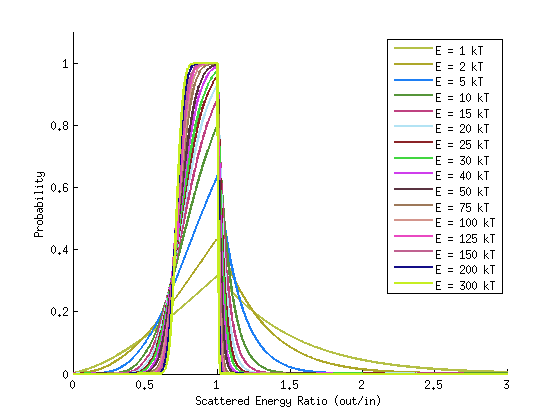 1
0.8
0.6
0.4
0.2
0
Probability
0
0.5
1
1.5
2
2.5
3
Scattered Energy Ratio (out/in)
E = 1 kT
E = 2 kT
E = 5 kT
E = 10 kT
E = 15 kT
E = 20 kT
E = 25 kT
E = 30 kT
E = 40 kT
E = 50 kT
E = 75 kT
E = 100 kT
E = 125 kT
E = 150 kT
E = 200 kT
E = 300 kT